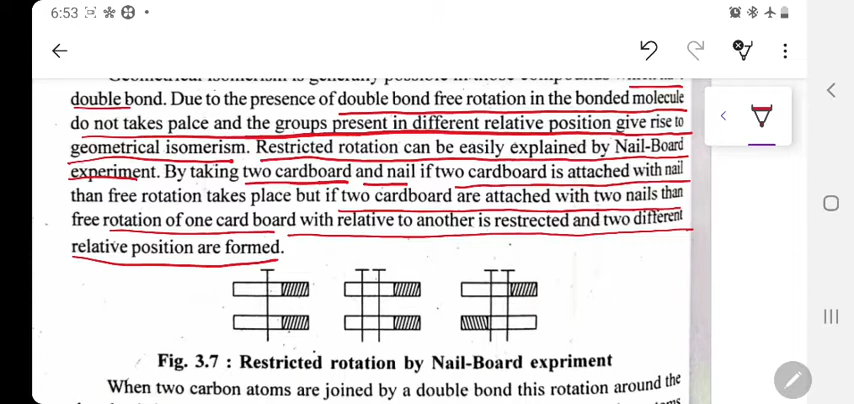 6:53
double bond. Due to the presence of double bond free rotation in the bonded molecule
do not takes palce and the groups present in different relative position give rise to
geometrical isomerism. Restricted rotation can be easily explained by Nail-Board
experiment. By taking two cardboard and nail if two cardboard is attached with nail
than free rotation takes place but if two cardboard are attached with two nails than
free rotation of one card board with relative to another is restrected and two different
relative position are formed.
Fig. 3.7 : Restricted rotation by Nail-Board expriment
When two carbon atoms are joined by a double bond this rotation around the